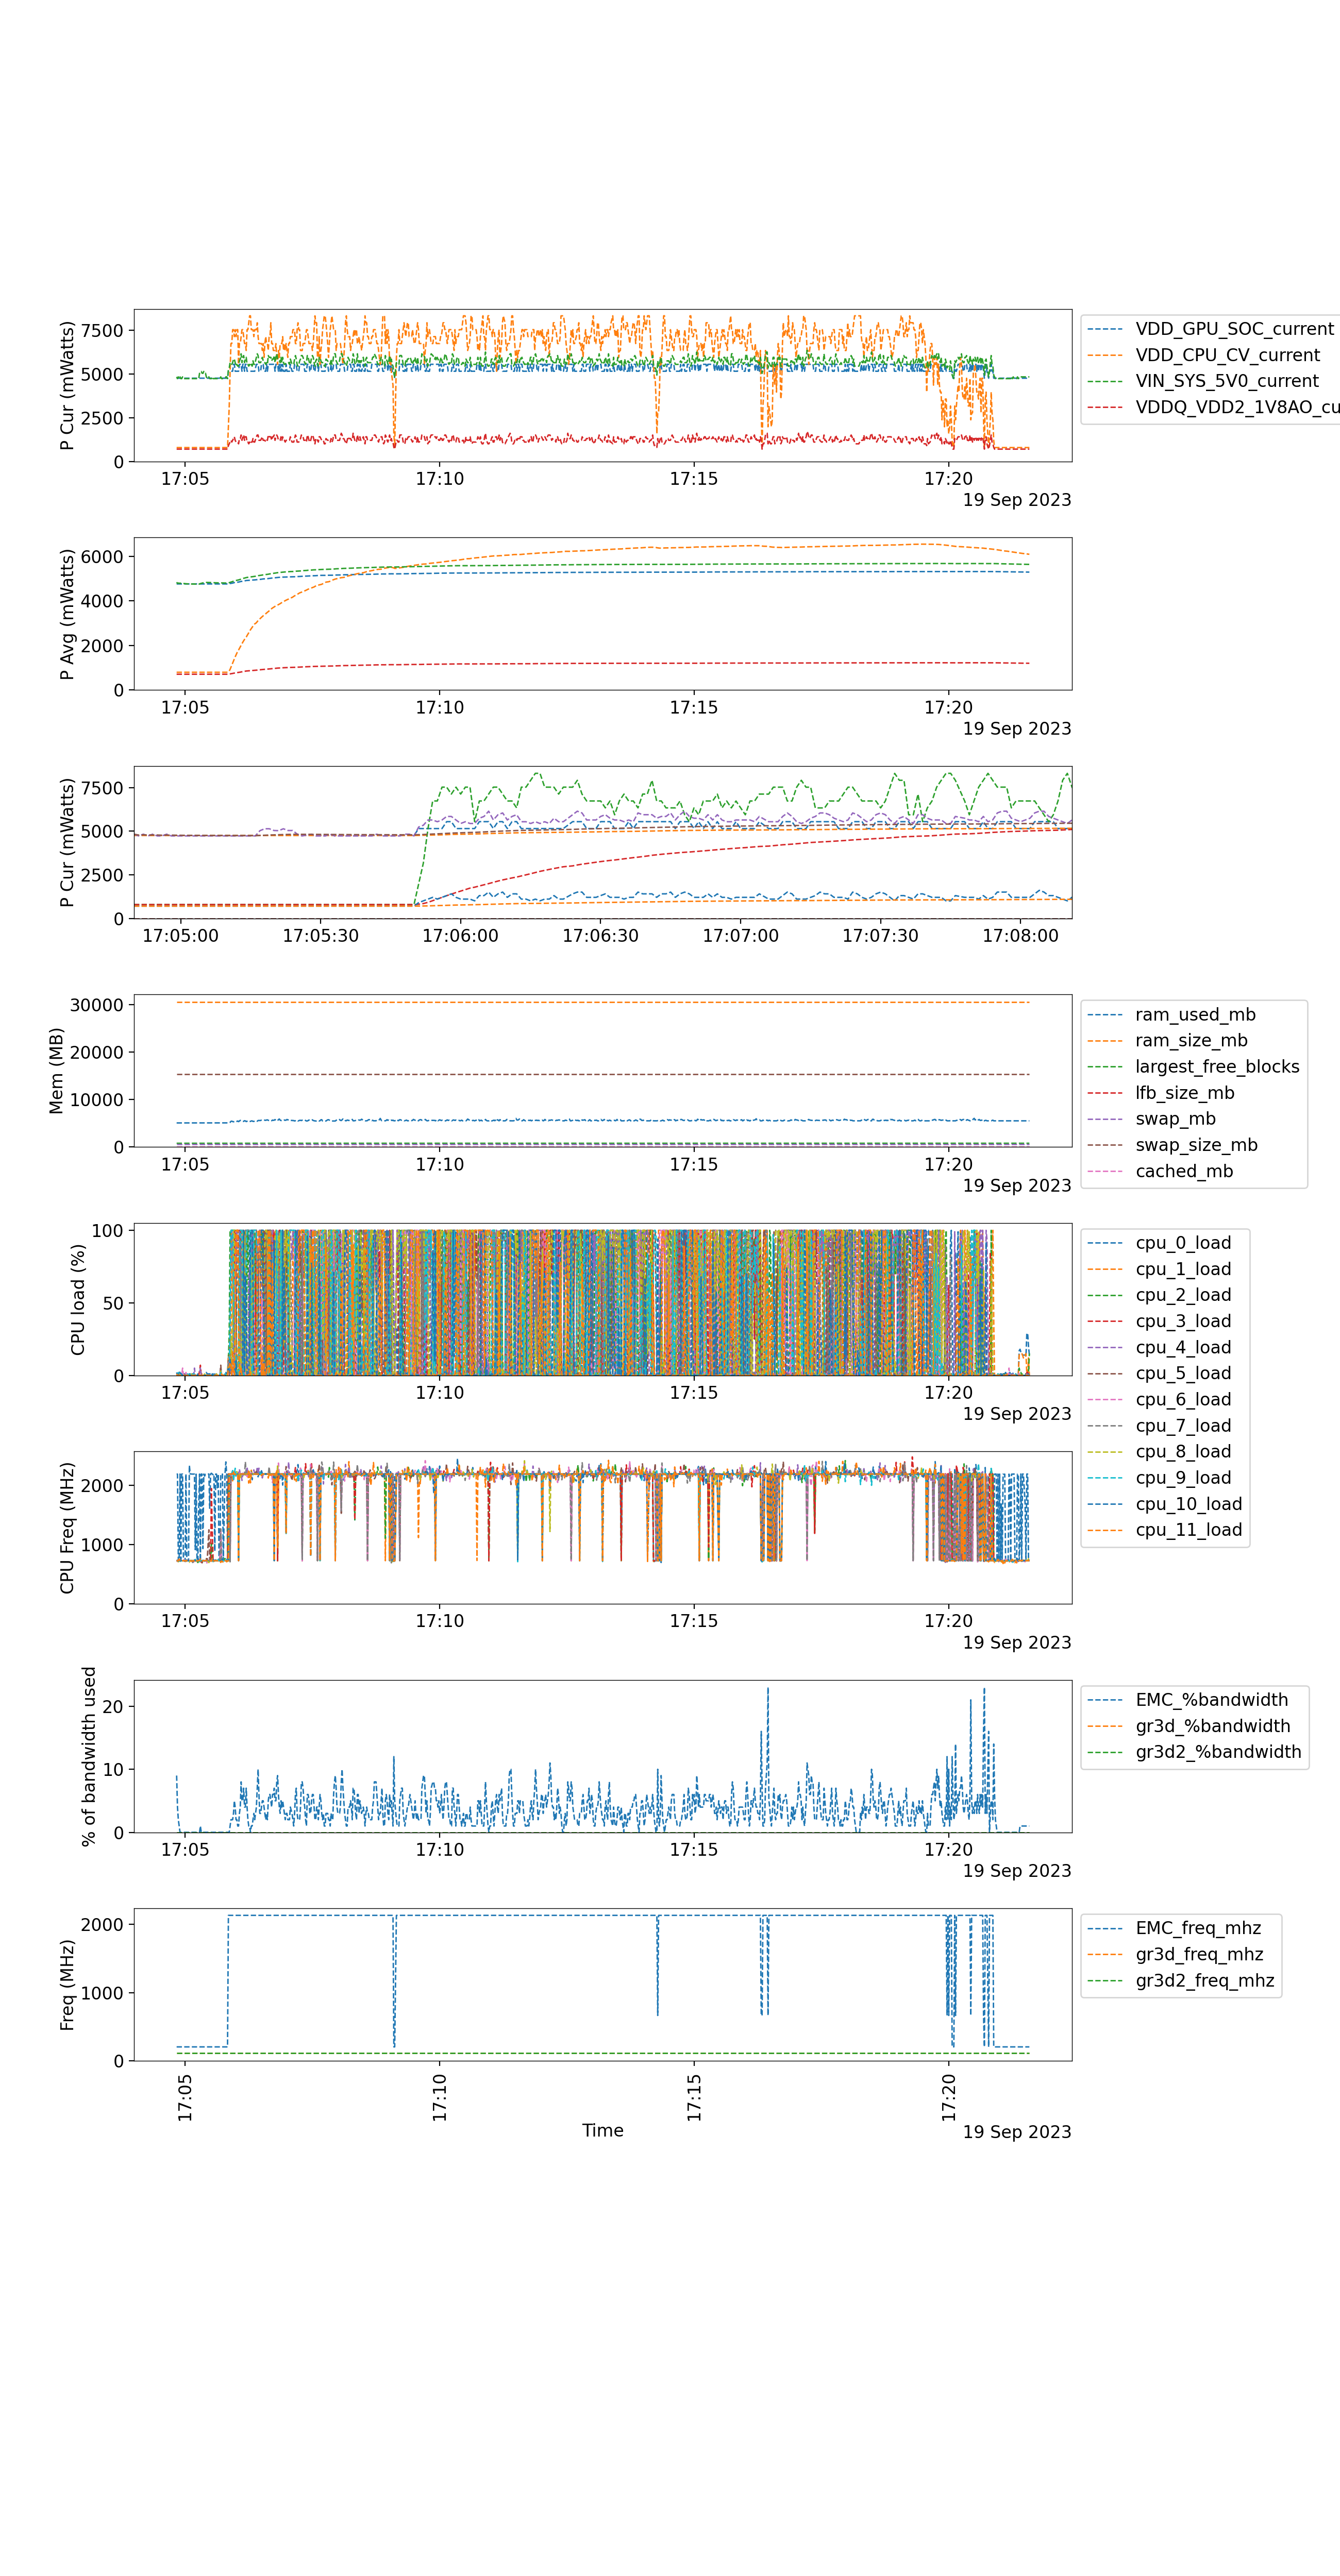 P Cur (mWatts)
7500
5000
2500
0
17:05 17:10 17:15 17:20
19 Sep 2023
VDD_GPU_SOC_current
VDD_CPU_CV_current
VIN_SYS_5V0_current
VDDQ_VDD2_1V8AO_cu
P Avg (mWatts)
6000
4000
2000
0
17:05 17:10 17:15 17:20
19 Sep 2023
P Cur (mWatts)
7500
5000
2500
0
17:05:00 17:05:30 17:06:00 17:06:30 17:07:00 17:07:30 17:08:00
Mem (MB)
30000
20000
10000
0
17:05 17:10 17:15 17:20
19 Sep 2023
ram_used_mb
ram_size_mb
largest_free_blocks
lfb_size_mb
swap_mb
swap_size_mb
cached_mb
CPU load (%)
100
50
0
17:05 17:10 17:15 17:20
19 Sep 2023
cpu_0_load
cpu_1_load
cpu_2_load
cpu_3_load
cpu_4_load
cpu_5_load
cpu_6_load
cpu_7_load
cpu_8_load
cpu_9_load
cpu_10_load
cpu_11_load
CPU Freq (MHz)
2000
1000
0
17:05 17:10 17:15 17:20
19 Sep 2023
% of bandwidth used
20
10
0
17:05 17:10 17:15 17:20
19 Sep 2023
EMC_%bandwidth
gr3d_%bandwidth
gr3d2_%bandwidth
Freq (MHz)
2000
1000
0
17:05 17:10 17:15 17:20
Time
19 Sep 2023
EMC_freq_mhz
gr3d_freq_mhz
gr3d2_freq_mhz